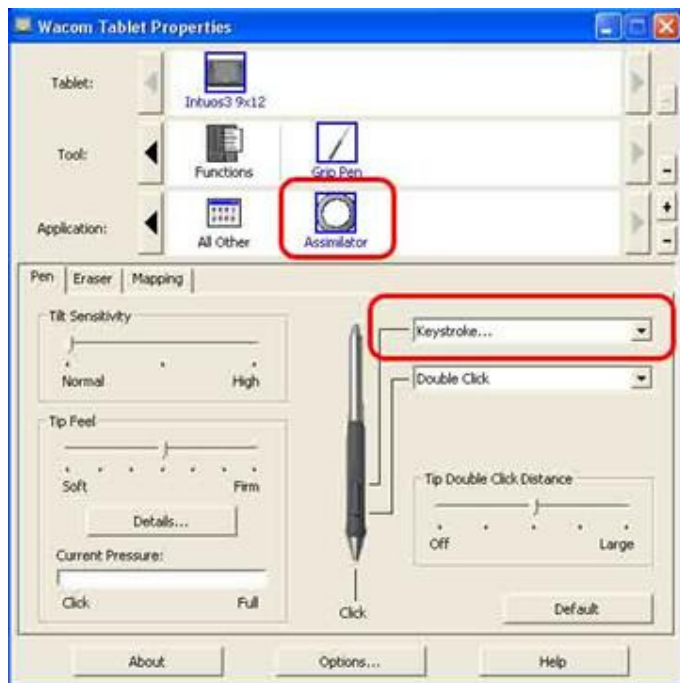 Wacom Tablet Properties
Tablet:
Intuos3 9x12
Tool:
Functions Grip Pen
Application:
All Other Assimilator
Pen Eraser Mapping
Tilt Sensitivity
Normal High
Keystroke...
Double Click
Tip Feel
Soft Firm
Details...
Current Pressure:
Click Full
Click
Tip Double Click Distance
Off Large
Default
About Options... Help